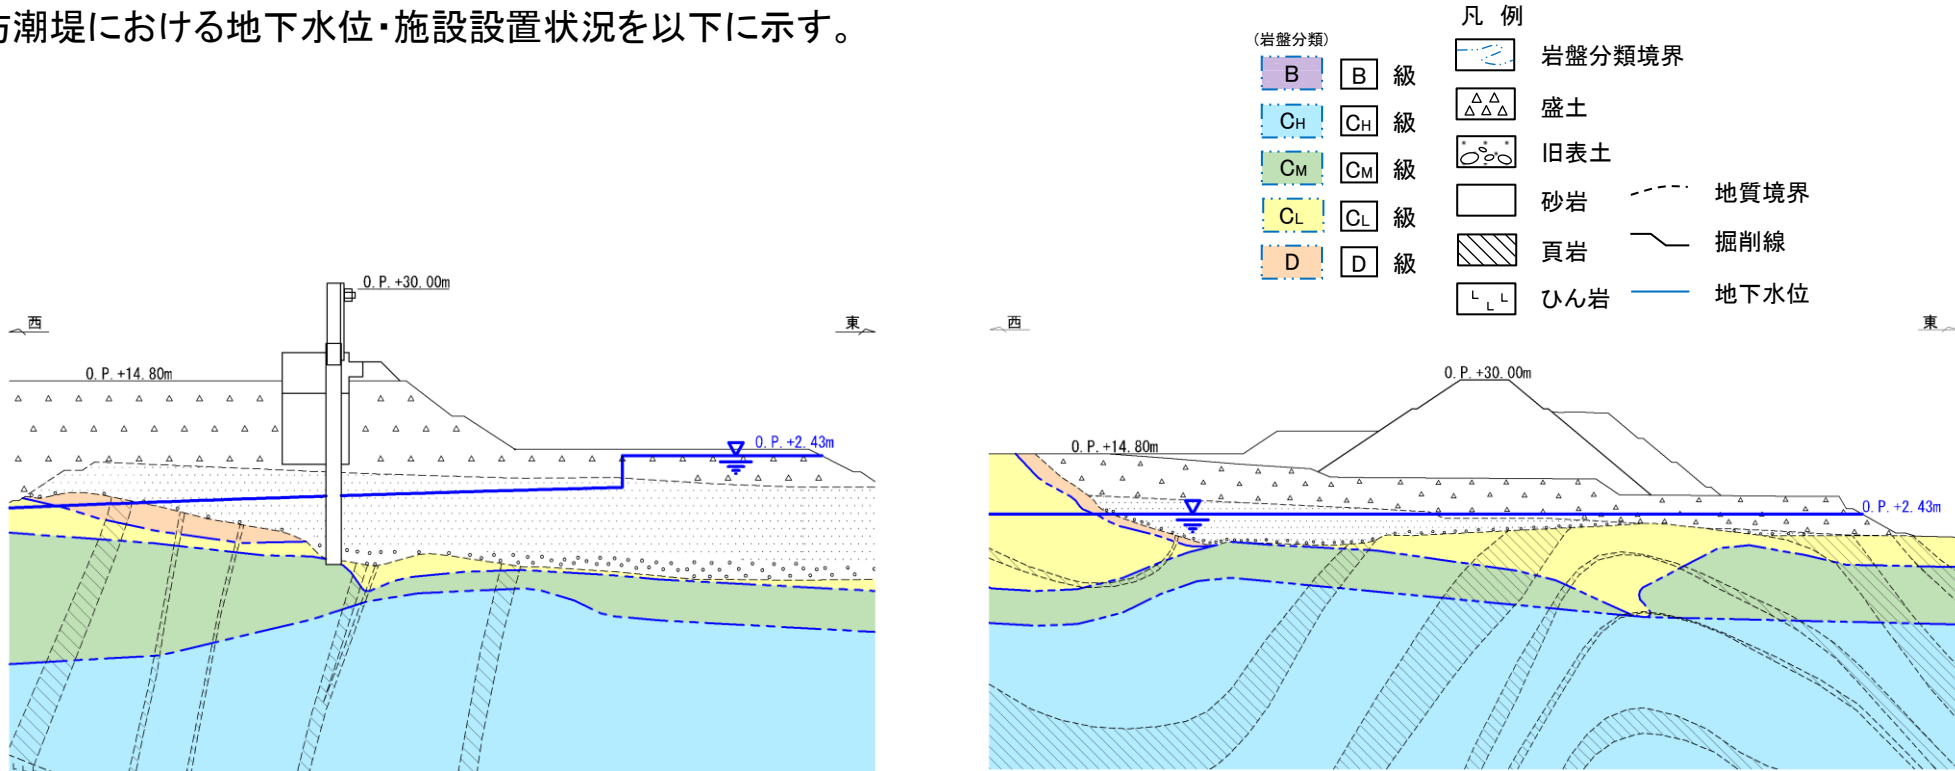 潮堤における地下水位・施設設置状況を以下に示す。
凡 例
(岩盤分類)
B B 級
CH CH 級
CM CM 級
CL CL 級
D D 級
岩盤分類境界
盛土
旧表土
砂岩
頁岩
ひん岩
地質境界
掘削線
地下水位
O.P.+30.00m
西
東
O.P.+14.80m
O.P.+2.43m
西
東
O.P.+30.00m
O.P.+14.80m
O.P.+2.43m